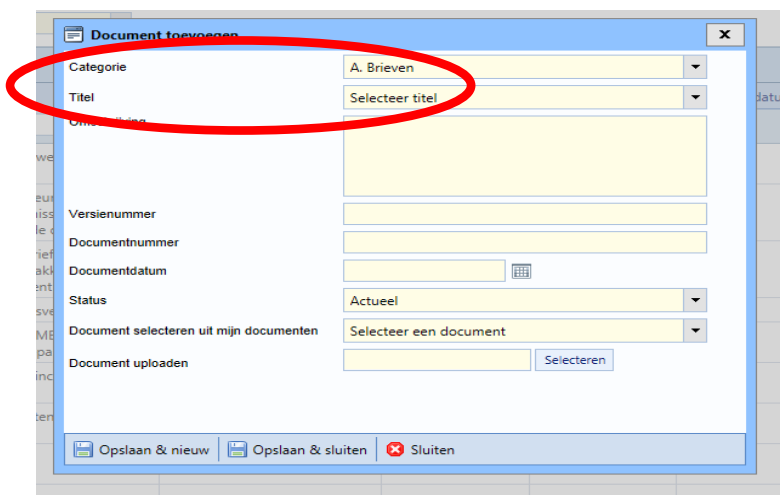 Document toevoegen
Categorie A. Brieven
Titel Selecteer titel
Omschrijving
Versienummer
Documentnummer
Documentdatum
Status Actueel
Document selecteren uit mijn documenten Selecteer een document
Document uploaden Selecteren
Opslaan & nieuw Opslaan & sluiten Sluiten